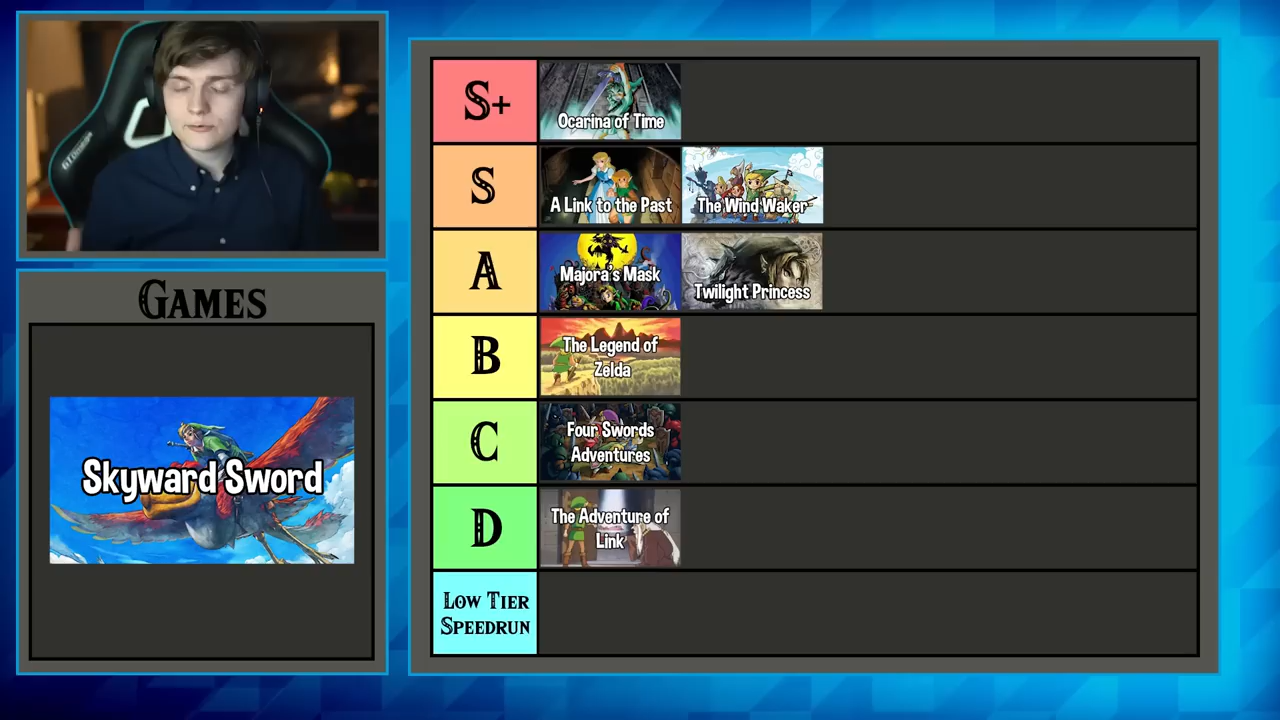 GAMES
Skyward Sword
S+
Ocarina of Time
S
A Link to the Past
The Wind Waker
A
Majora's Mask
Twilight Princess
B
The Legend of
Zelda
C
Four Swords
Adventures
D
The Adventure of
Link
LOW TIER
SPEEDRUN